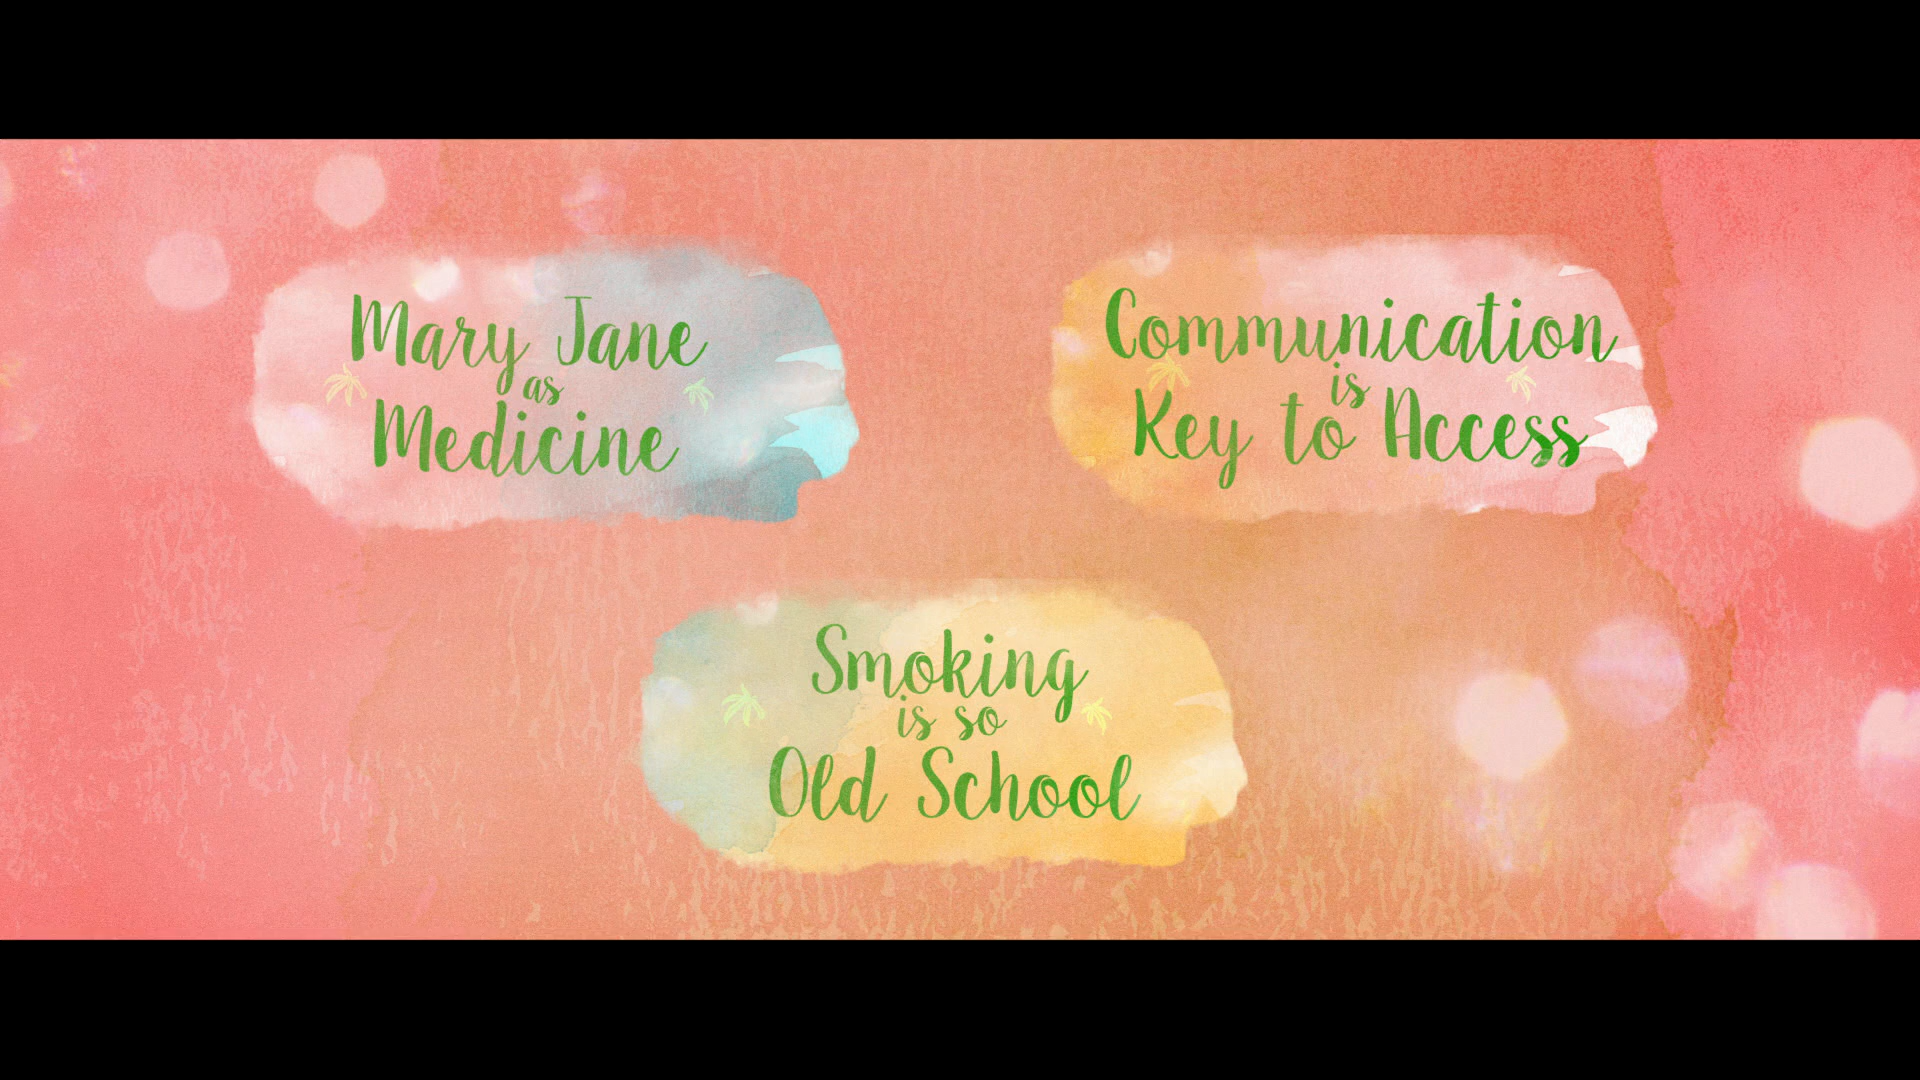 Mary Jane
as
Medicine
Communication
is
Key to Access
Smoking
is so
Old School